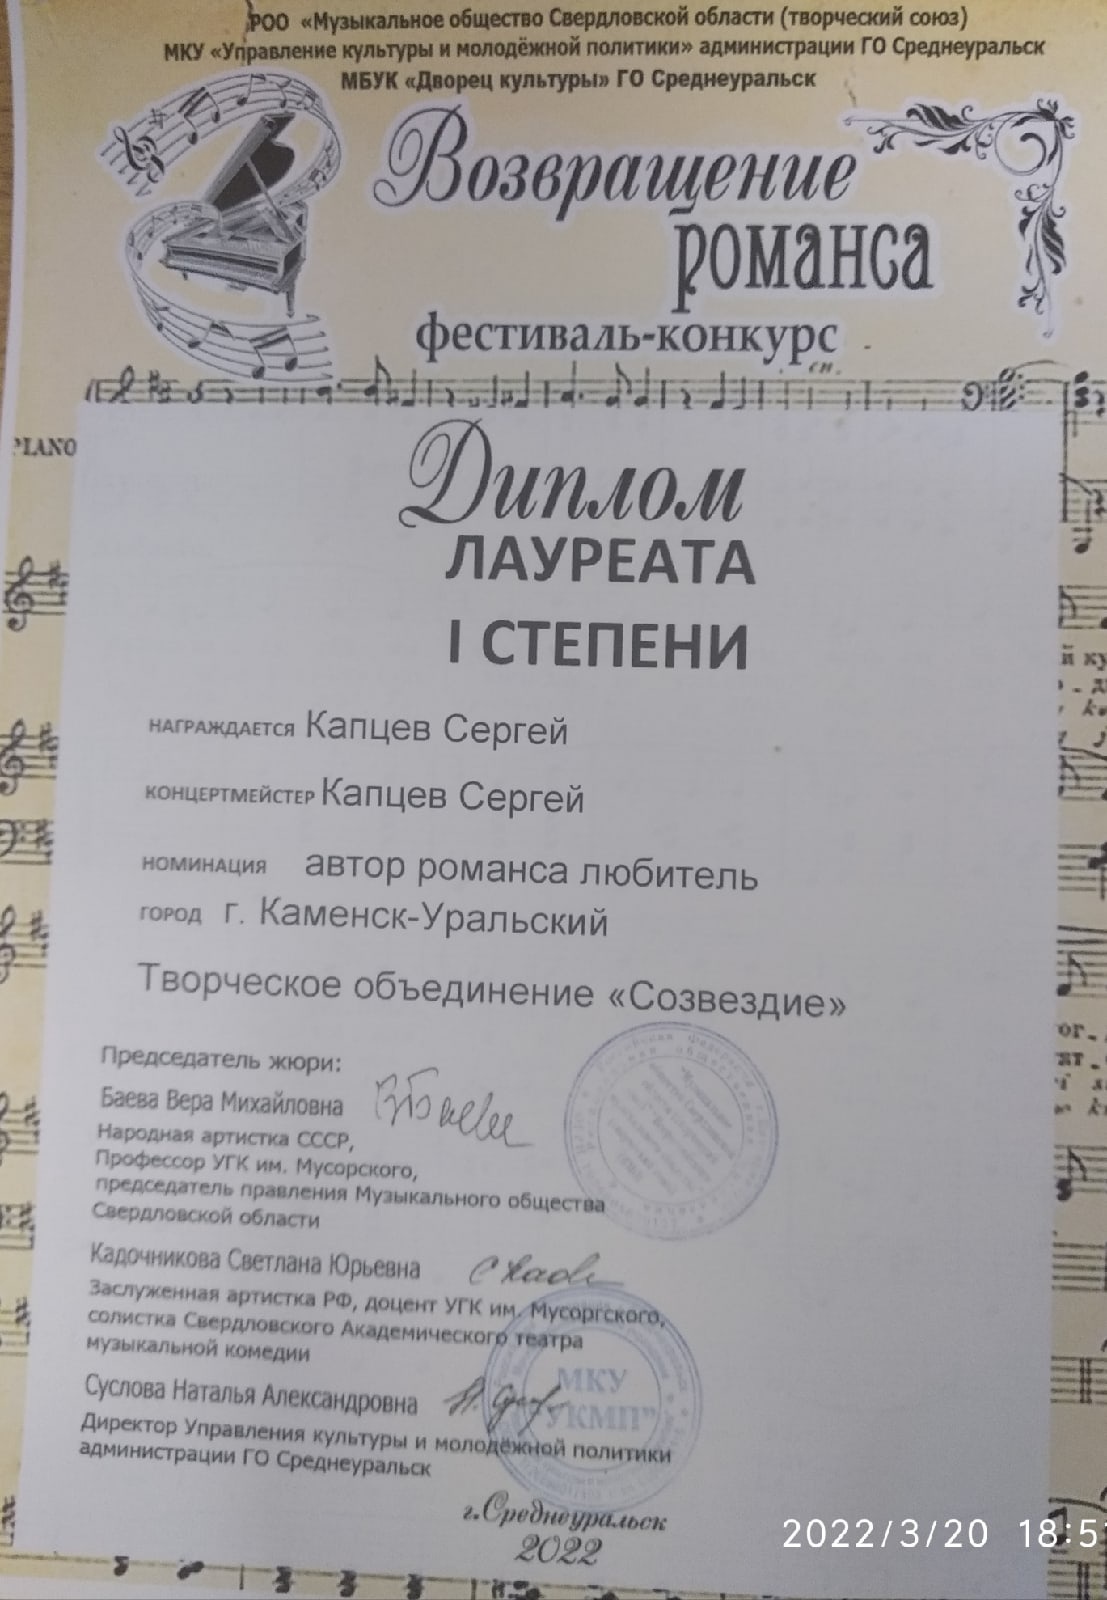 РОО «Музыкальное общество Свердловской области (творческий союз)
МКУ «Управление культуры и молодёжной политики» администрации ГО Среднеуральск
МБУК «Дворец культуры» ГО Среднеуральск
Возвращение
романса
фестиваль-конкурс
PIANO
Диплом
ЛАУРЕАТА
I СТЕПЕНИ
НАГРАЖДАЕТСЯ Капцев Сергей
КОНЦЕРТМЕЙСТЕР Капцев Сергей
НОМИНАЦИЯ автор романса любитель
ГОРОД г. Каменск-Уральский
Творческое объединение «Созвездие»
Председатель жюри:
Баева Вера Михайловна
Народная артистка СССР,
Профессор УГК им. Мусорского,
председатель правления Музыкального общества
Свердловской области
Кадочникова Светлана Юрьевна
Заслуженная артистка РФ, доцент УГК им. Мусоргского,
солистка Свердловского Академического театра
музыкальной комедии
Суслова Наталья Александровна
МКУ
УКМП"
Директор Управления культуры и молодёжной политики
администрации ГО Среднеуральск
г.Среднеуральск
2022
2022/3/20 18:5